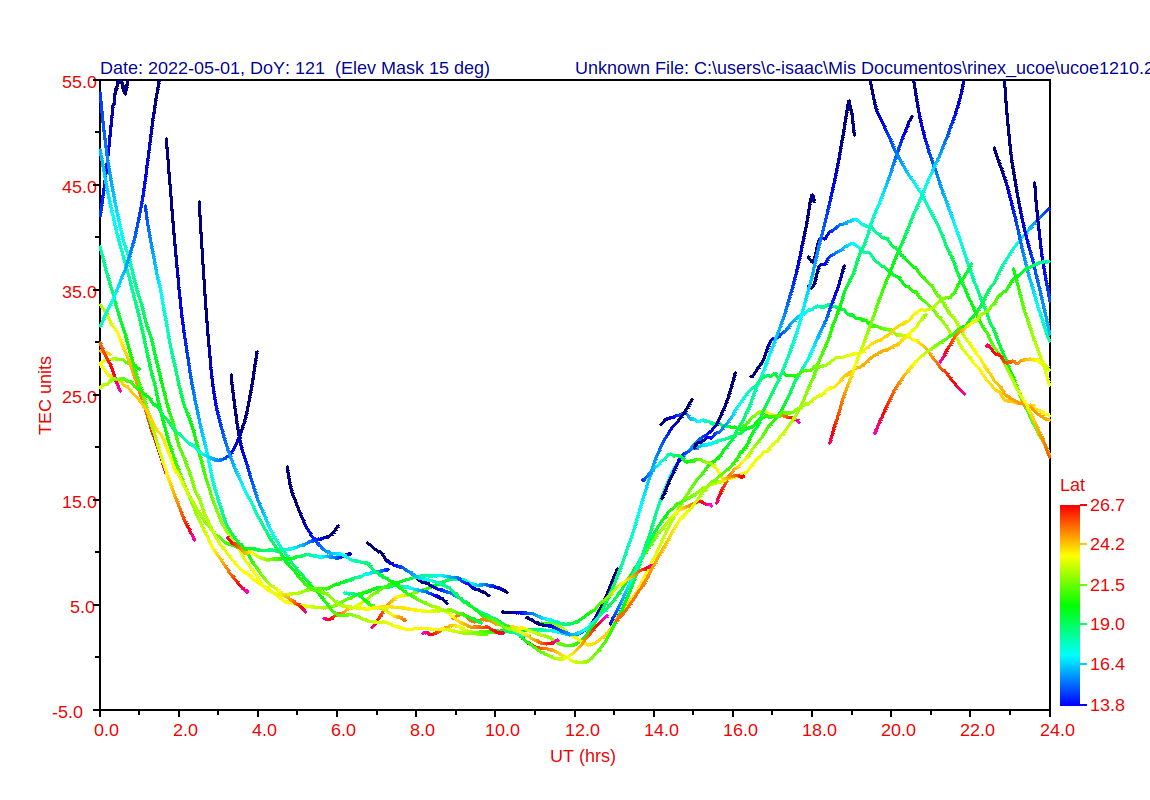 Date: 2022-05-01, DoY: 121  (Elev Mask 15 deg) Unknown File: C:\users\c-isaac\Mis Documentos\rinex_ucoe\ucoe1210.2
55.0
45.0
35.0
25.0
15.0
5.0
-5.0
TEC units
0.0 2.0 4.0 6.0 8.0 10.0 12.0 14.0 16.0 18.0 20.0 22.0 24.0
UT (hrs)
Lat
26.7
24.2
21.5
19.0
16.4
13.8